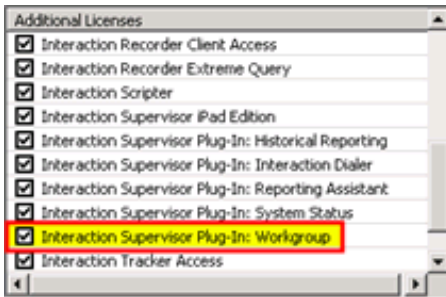 Additional Licenses
Interaction Recorder Client Access
Interaction Recorder Extreme Query
Interaction Scripter
Interaction Supervisor iPad Edition
Interaction Supervisor Plug-In: Historical Reporting
Interaction Supervisor Plug-In: Interaction Dialer
Interaction Supervisor Plug-In: Reporting Assistant
Interaction Supervisor Plug-In: System Status
Interaction Supervisor Plug-In: Workgroup
Interaction Tracker Access